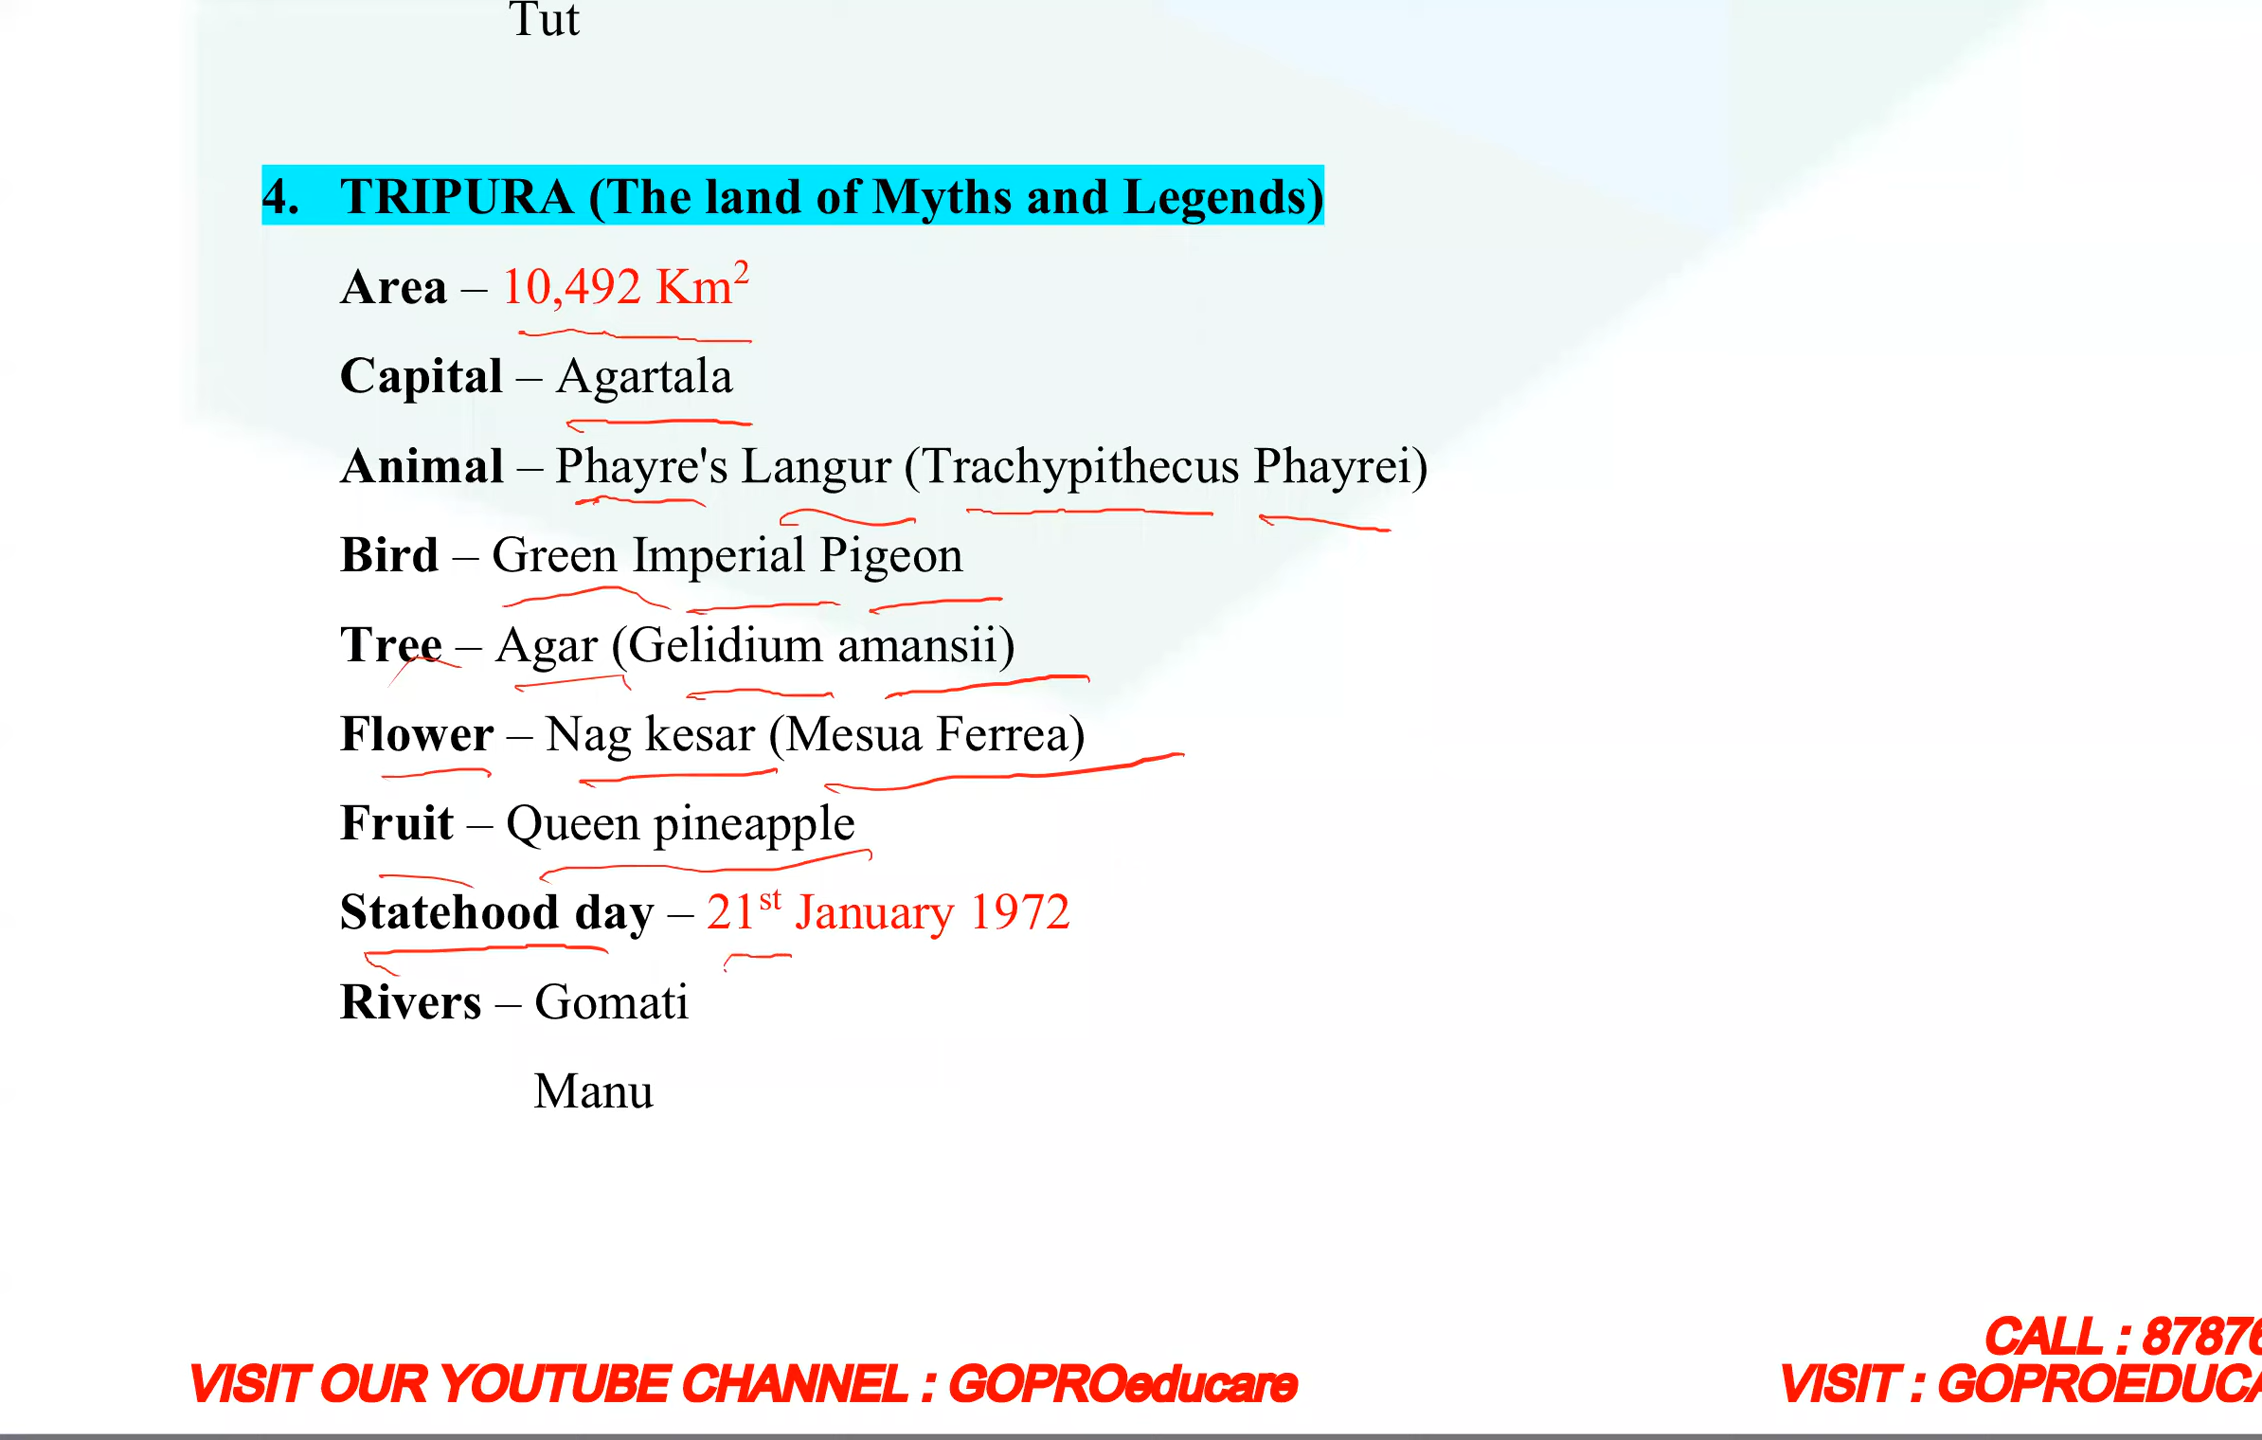 Tut
4. TRIPURA (The land of Myths and Legends)
Area – 10,492 Km²
Capital – Agartala
Animal – Phayre's Langur (Trachypithecus Phayrei)
Bird – Green Imperial Pigeon
Tree – Agar (Gelidium amansii)
Flower – Nag kesar (Mesua Ferrea)
Fruit – Queen pineapple
Statehood day – 21st January 1972
Rivers – Gomati
Manu
CALL : 8787
VISIT OUR YOUTUBE CHANNEL : GOPROeducare
VISIT : GOPROEDUC